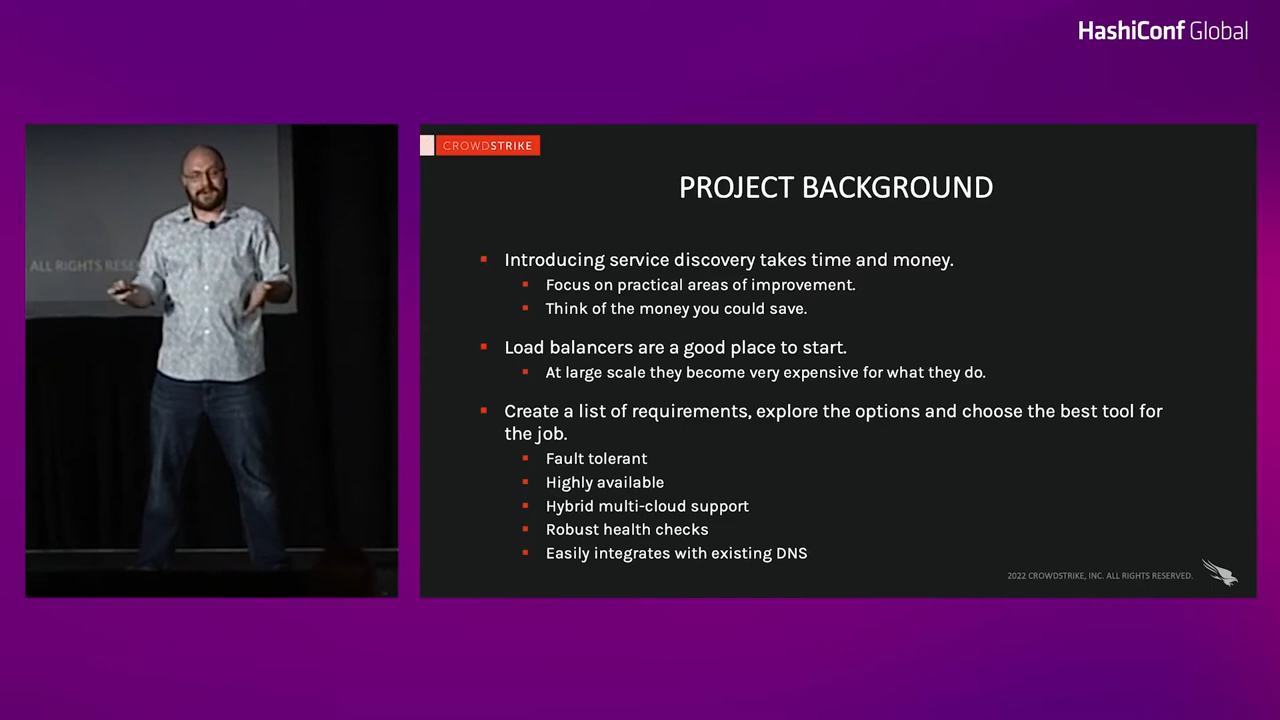 HashiConf Global
ALL RIGHTS RESE
CROWDSTRIKE
PROJECT BACKGROUND
Introducing service discovery takes time and money.
Focus on practical areas of improvement.
Think of the money you could save.
Load balancers are a good place to start.
At large scale they become very expensive for what they do.
Create a list of requirements, explore the options and choose the best tool for
the job.
Fault tolerant
Highly available
Hybrid multi-cloud support
Robust health checks
Easily integrates with existing DNS
2022 CROWDSTRIKE, INC. ALL RIGHTS RESERVED.